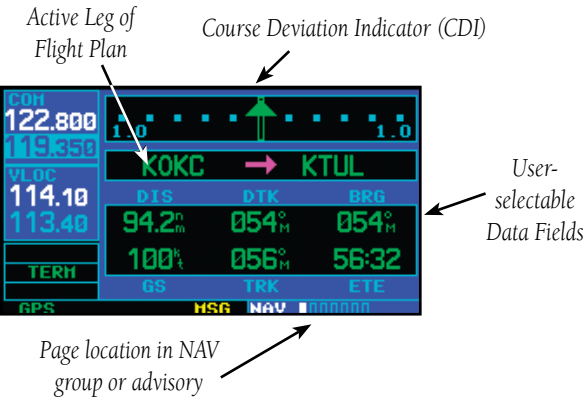 Active Leg of
Flight Plan
Course Deviation Indicator (CDI)
COM
122.800
119.350
1.0 1.0
KOKC KTUL
VLOC
114.10
113.40
DIS DTK BRG
94.2nm 054°M 054°M
100kt 056°M 56:32
GS TRK ETE
TERM
GPS MSG NAV
User-
selectable
Data Fields
Page location in NAV
group or advisory